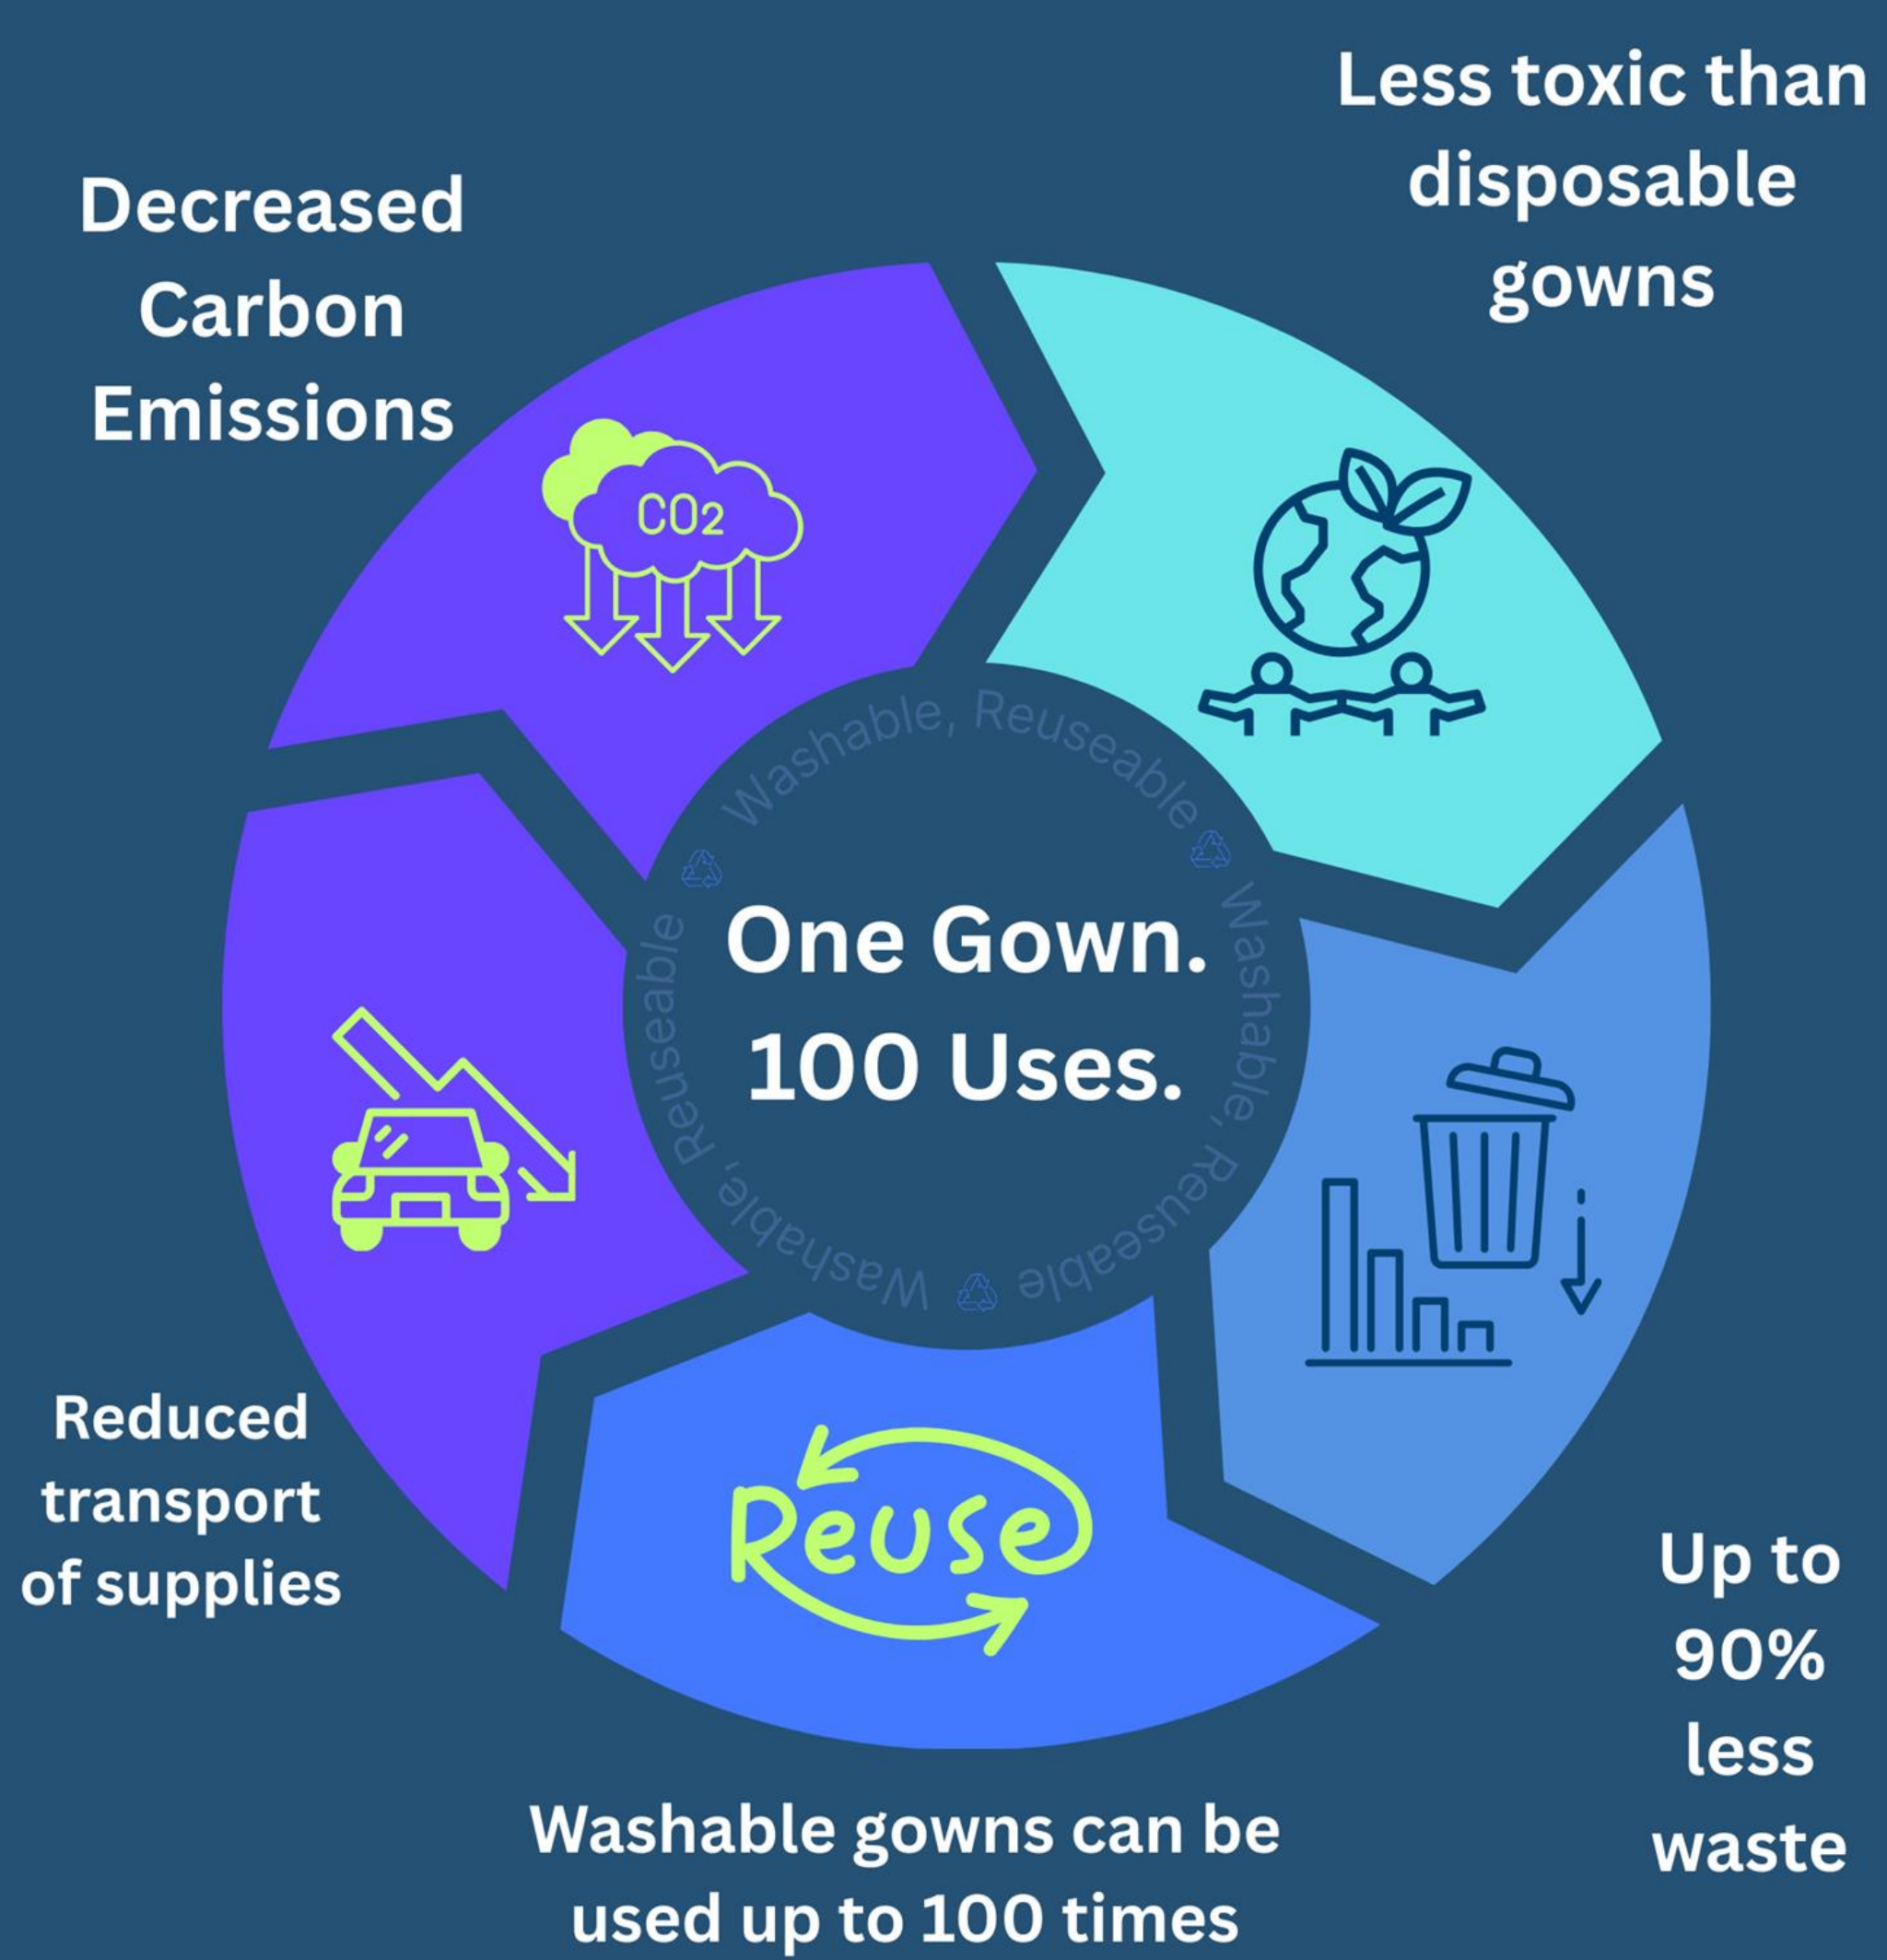 Less toxic than
disposable
gowns
Decreased
Carbon
Emissions
CO2
Washable, Reuseable
Washable, Reuseable
Washable, Reuseable
One Gown.
100 Uses.
Reuse
Reduced
transport
of supplies
Up to
90%
less
waste
Washable gowns can be
used up to 100 times